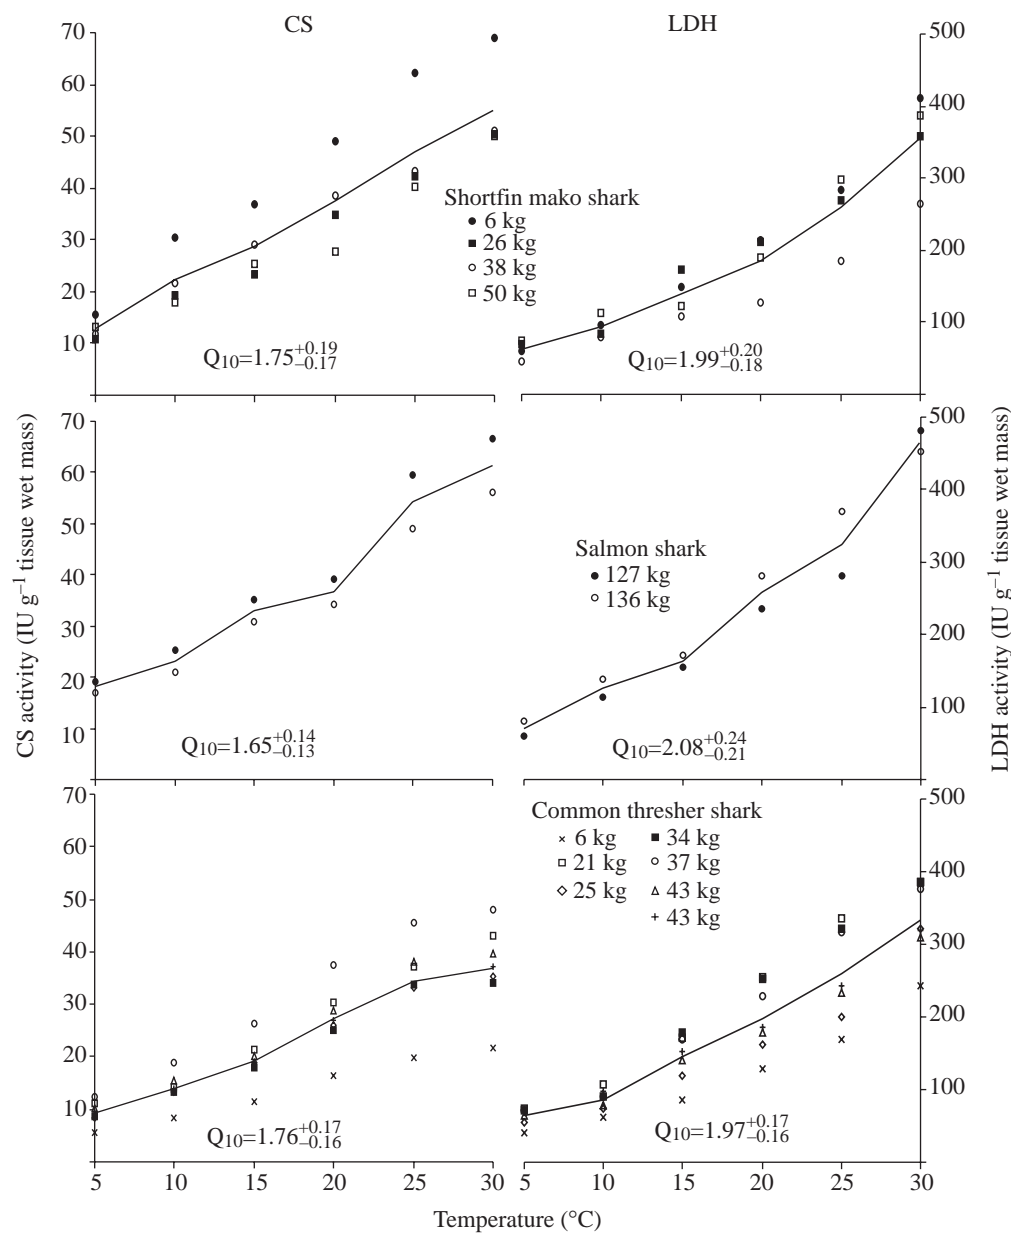 CS
LDH
70
60
50
40
30
20
10
500
400
300
200
100
Shortfin mako shark
6 kg
26 kg
38 kg
50 kg
Q10=1.75+0.19−0.17
Q10=1.99+0.20−0.18
CS activity (IU g−1 tissue wet mass)
LDH activity (IU g−1 tissue wet mass)
70
60
50
40
30
20
10
500
400
300
200
100
Salmon shark
127 kg
136 kg
Q10=1.65+0.14−0.13
Q10=2.08+0.24−0.21
70
60
50
40
30
20
10
500
400
300
200
100
Common thresher shark
6 kg 34 kg
21 kg 37 kg
25 kg 43 kg
43 kg
Q10=1.76+0.17−0.16
Q10=1.97+0.17−0.16
5 10 15 20 25 30 5 10 15 20 25 30
Temperature (°C)